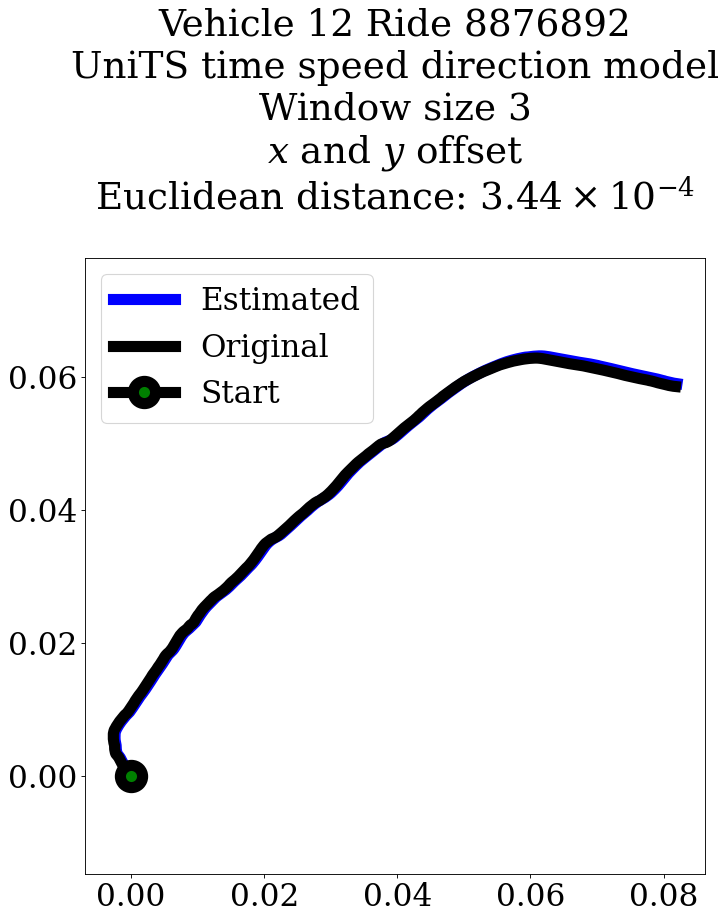 Vehicle 12 Ride 8876892
UniTS time speed direction model
Window size 3
x and y offset
Euclidean distance: 3.44 × 10⁻⁴
Estimated
Original
Start
0.06
0.04
0.02
0.00
0.00 0.02 0.04 0.06 0.08